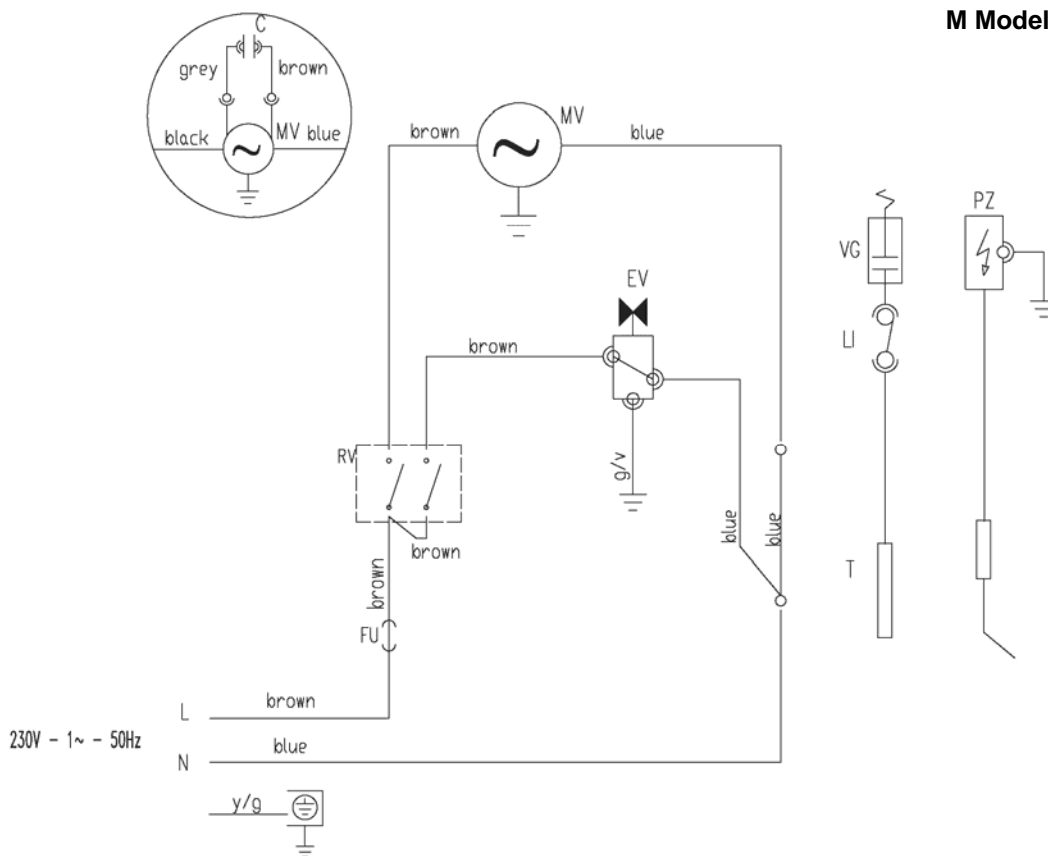 M Model
C
grey
brown
black
MV
blue
brown
MV
blue
VG
PZ
EV
LI
brown
RV
g/v
blue
blue
brown
brown
T
FU
L
brown
230V - 1~ - 50Hz
N
blue
y/g